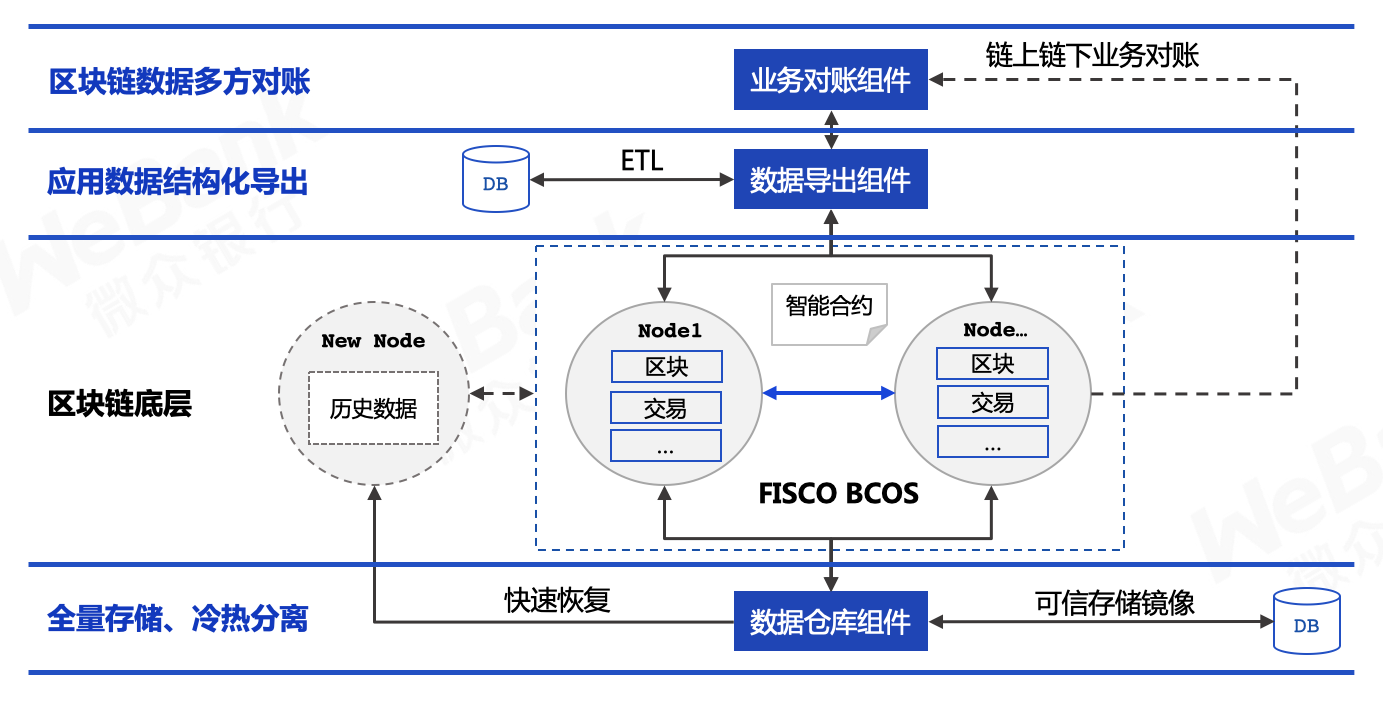 链上链下业务对账
区块链数据多方对账
业务对账组件
ETL
应用数据结构化导出
DB
数据导出组件
智能合约
New Node
Node1
Node…
区块
区块
历史数据
交易
交易
区块链底层
…
…
FISCO BCOS
快速恢复
可信存储镜像
全量存储、冷热分离
数据仓库组件
DB
WeBank
微众银行
WeBank
微众银行